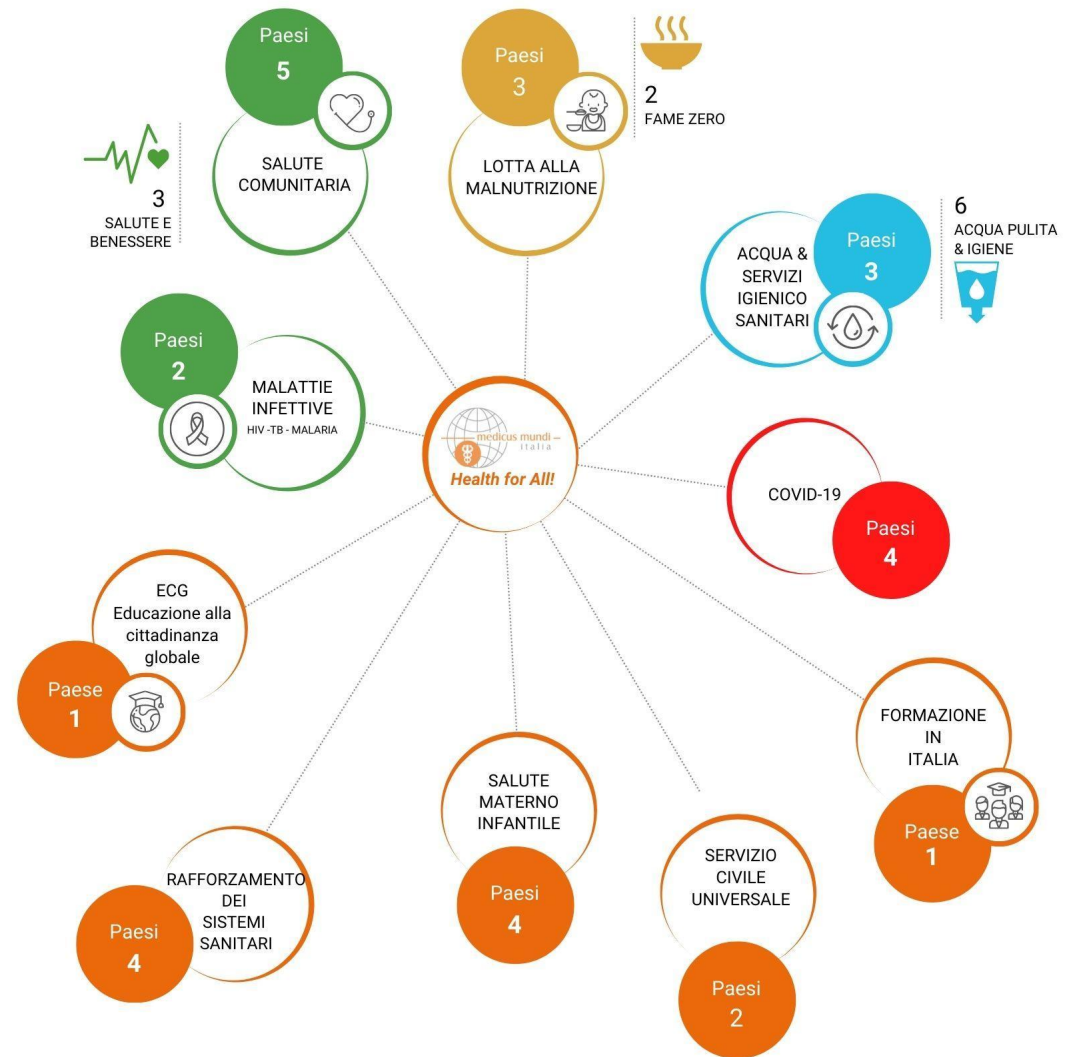 Paesi
5
SALUTE
COMUNITARIA
3
SALUTE E
BENESSERE
Paesi
3
LOTTA ALLA
MALNUTRIZIONE
2
FAME ZERO
ACQUA &
SERVIZI
IGIENICO
SANITARI
Paesi
3
6
ACQUA PULITA
& IGIENE
Paesi
2
MALATTIE
INFETTIVE
HIV -TB - MALARIA
medicus mundi
italia
Health for All!
COVID-19
Paesi
4
ECG
Educazione alla
cittadinanza
globale
Paese
1
FORMAZIONE
IN
ITALIA
Paese
1
SALUTE
MATERNO
INFANTILE
Paesi
4
SERVIZIO
CIVILE
UNIVERSALE
Paesi
2
RAFFORZAMENTO
DEI
SISTEMI
SANITARI
Paesi
4